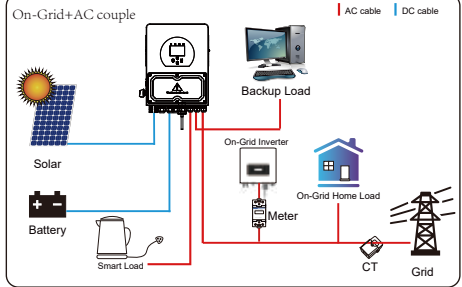 On-Grid+AC couple
AC cable
DC cable
Backup Load
On-Grid Inverter
Solar
On-Grid Home Load
Meter
Battery
Smart Load
CT
Grid